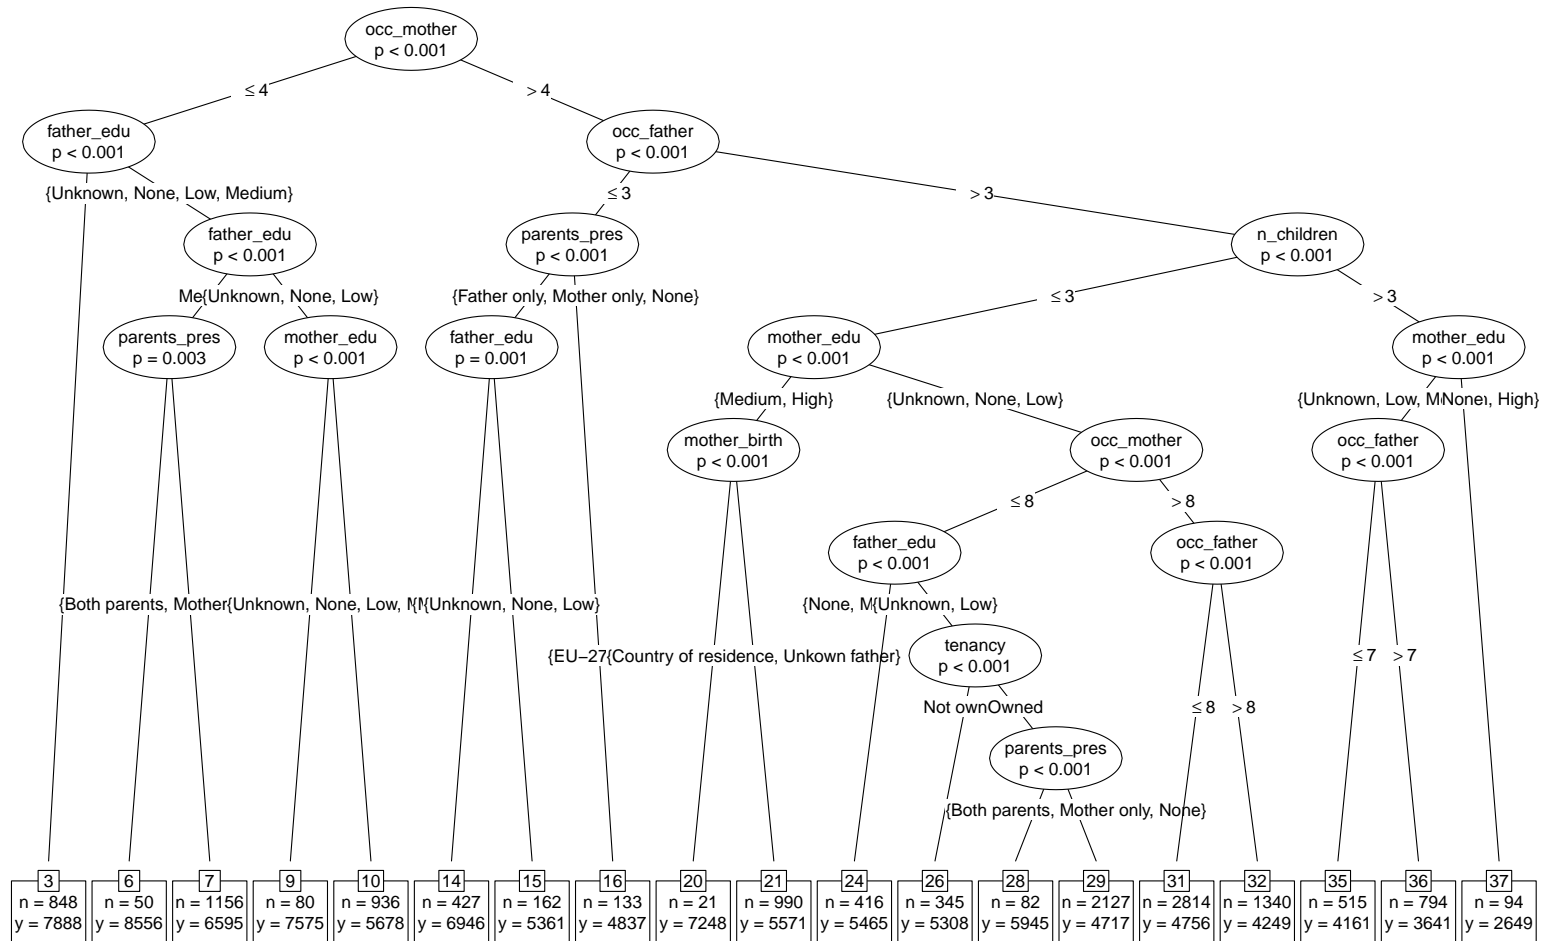 occ_mother
p < 0.001
≤ 4
> 4
father_edu
p < 0.001
occ_father
p < 0.001
{Unknown, None, Low, Medium}
≤ 3
> 3
father_edu
p < 0.001
parents_pres
p < 0.001
n_children
p < 0.001
{Unknown, None, Low}
{Father only, Mother only, None}
≤ 3
> 3
parents_pres
p = 0.003
mother_edu
p < 0.001
father_edu
p = 0.001
mother_edu
p < 0.001
mother_edu
p < 0.001
{Medium, High}
{Unknown, None, Low}
{Unknown, Low,
None, High}
mother_birth
p < 0.001
occ_mother
p < 0.001
occ_father
p < 0.001
≤ 8
> 8
father_edu
p < 0.001
occ_father
p < 0.001
{Both parents, Mother
{Unknown, None, Low,
{Unknown, None, Low}
{None,
{Unknown, Low}
{EU–27
{Country of residence, Unkown father}
tenancy
p < 0.001
≤ 7
> 7
Not own
Owned
≤ 8
> 8
parents_pres
p < 0.001
{Both parents, Mother only, None}
3
n = 848
y = 7888
6
n = 50
y = 8556
7
n = 1156
y = 6595
9
n = 80
y = 7575
10
n = 936
y = 5678
14
n = 427
y = 6946
15
n = 162
y = 5361
16
n = 133
y = 4837
20
n = 21
y = 7248
21
n = 990
y = 5571
24
n = 416
y = 5465
26
n = 345
y = 5308
28
n = 82
y = 5945
29
n = 2127
y = 4717
31
n = 2814
y = 4756
32
n = 1340
y = 4249
35
n = 515
y = 4161
36
n = 794
y = 3641
37
n = 94
y = 2649